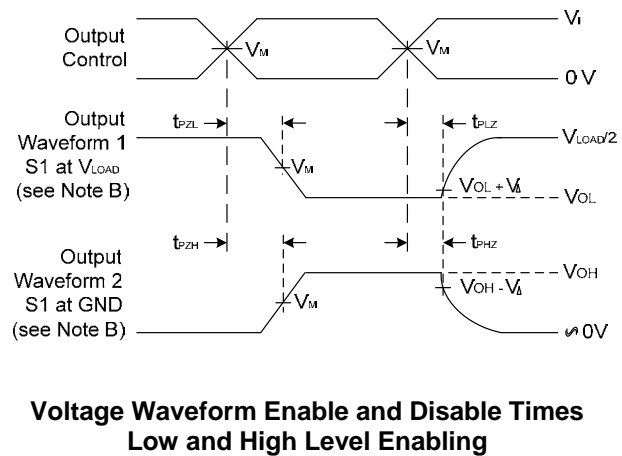 Output
Control
VI
VM
VM
0 V
Output
Waveform 1
S1 at VLOAD
(see Note B)
tPZL
tPLZ
VLOAD/2
VM
VOL + VΔ
VOL
Output
Waveform 2
S1 at GND
(see Note B)
tPZH
tPHZ
VOH
VM
VOH - VΔ
∽ 0V
Voltage Waveform Enable and Disable Times
Low and High Level Enabling